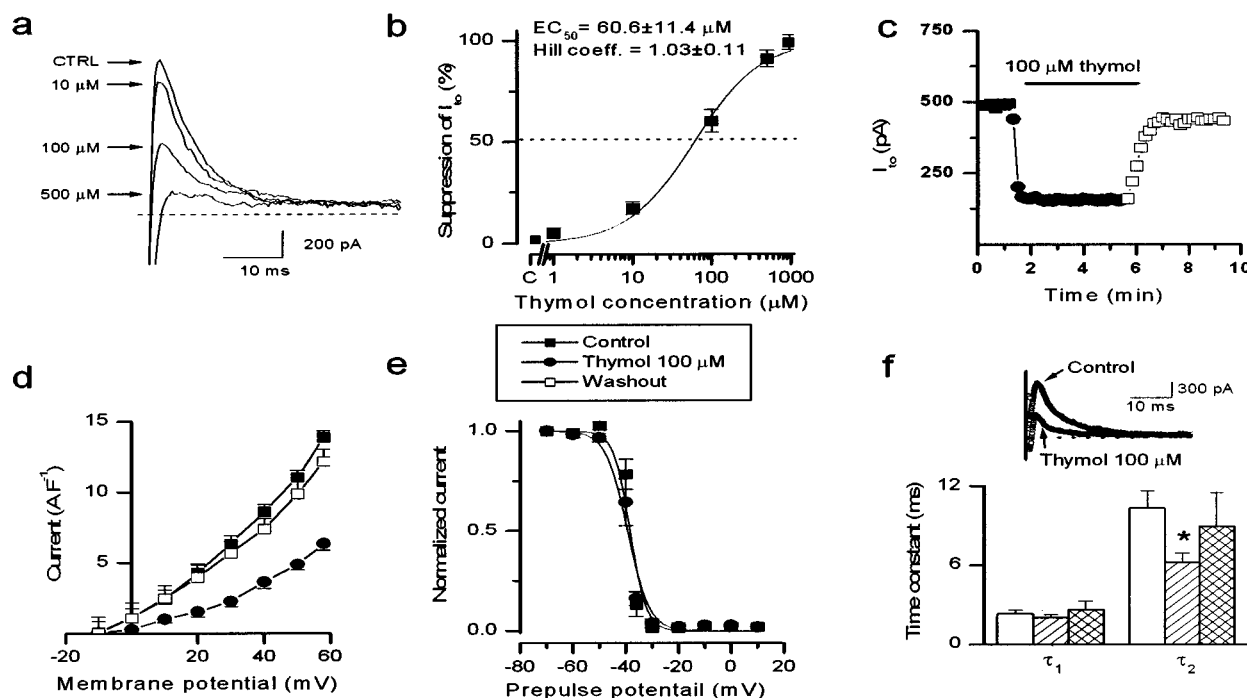 a
CTRL
10 µM
100 µM
500 µM
200 pA
10 ms
b
EC50= 60.6±11.4 µM
Hill coeff. = 1.03±0.11
Suppression of Ito (%)
100
50
0
C 1 10 100 1000
Thymol concentration (µM)
c
100 µM thymol
Ito (pA)
750
500
250
0 2 4 6 8 10
Time (min)
Control
Thymol 100 µM
Washout
d
Current (AF-1)
15
10
5
-20 0 20 40 60
Membrane potential (mV)
e
Normalized current
1.0
0.5
0.0
-80 -60 -40 -20 0 20
Prepulse potentail (mV)
f
Control
300 pA
10 ms
Thymol 100 µM
Time constant (ms)
12
6
0
*
τ1 τ2